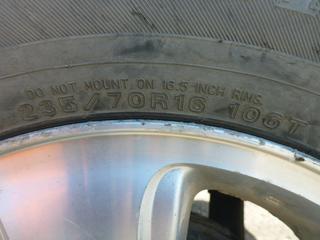 DO NOT MOUNT ON 16.5 INCH RIMS.
235/70R16 106T